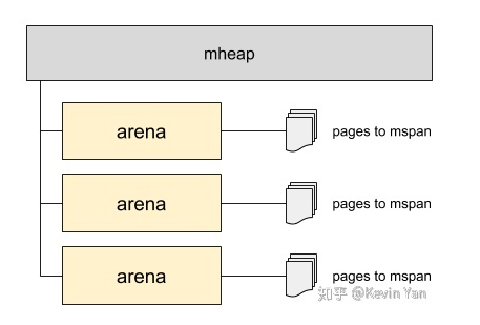 mheap
arena
pages to mspan
arena
pages to mspan
arena
pages to mspan
知乎 @Kevin Yan